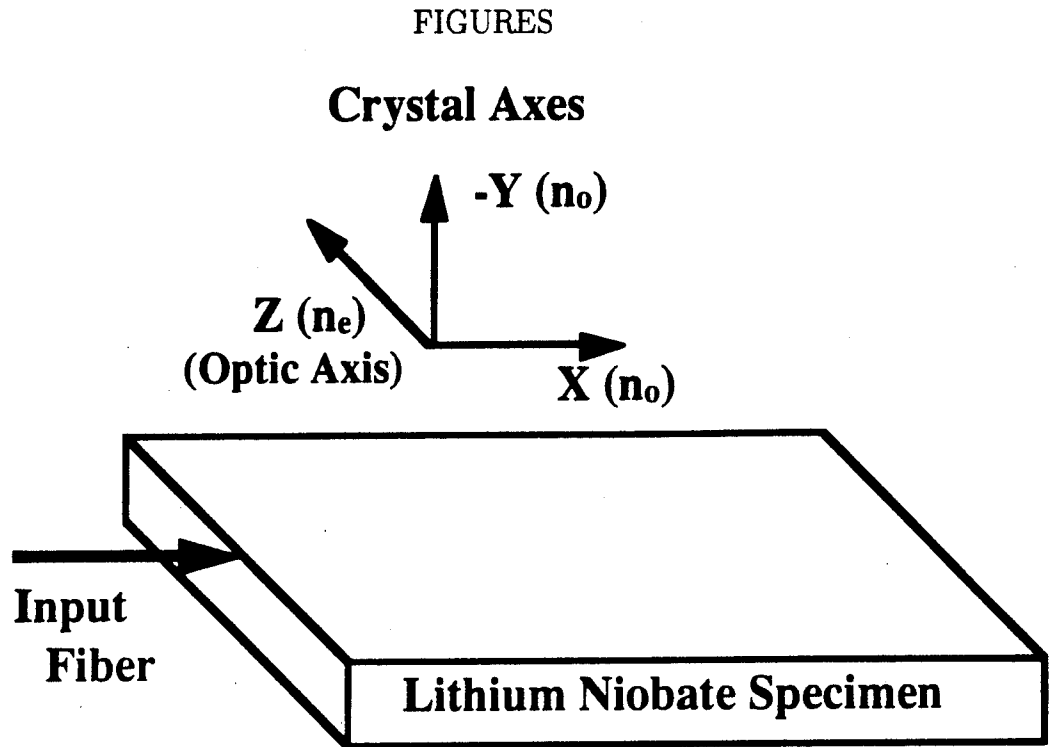 FIGURES
Crystal Axes
-Y (no)
Z (ne)
(Optic Axis)
X (no)
Input
Fiber
Lithium Niobate Specimen